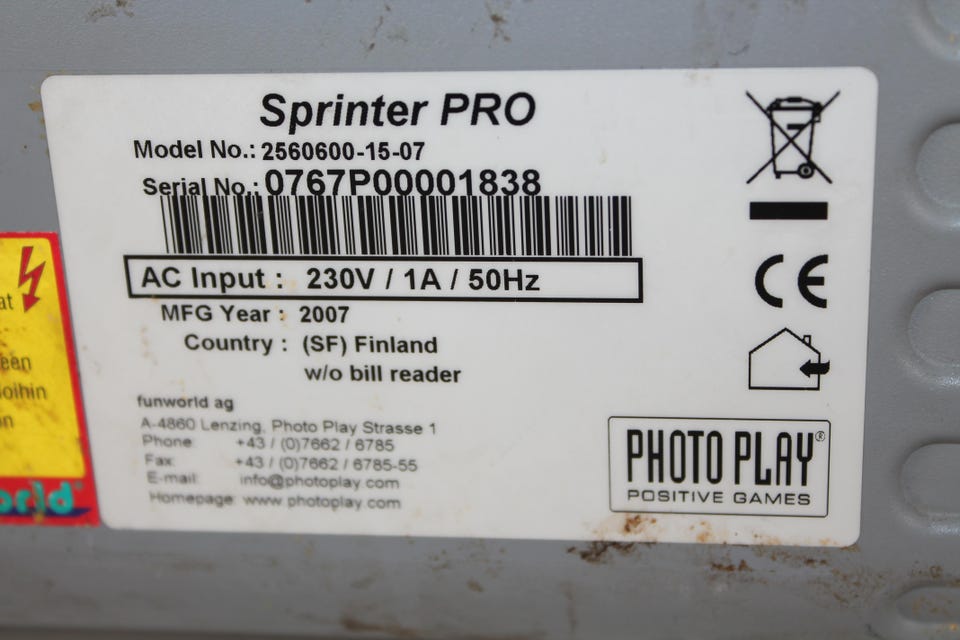 Sprinter PRO
Model No.: 2560600-15-07
Serial No.: 0767P00001838
AC Input : 230V / 1A / 50Hz
MFG Year : 2007
Country : (SF) Finland
w/o bill reader
funworld ag
A-4860 Lenzing, Photo Play Strasse 1
Phone: +43 / (0)7662 / 6785
Fax: +43 / (0)7662 / 6785-55
E-mail: info@photoplay.com
Homepage: www.photoplay.com
CE
PHOTO PLAY®
POSITIVE GAMES